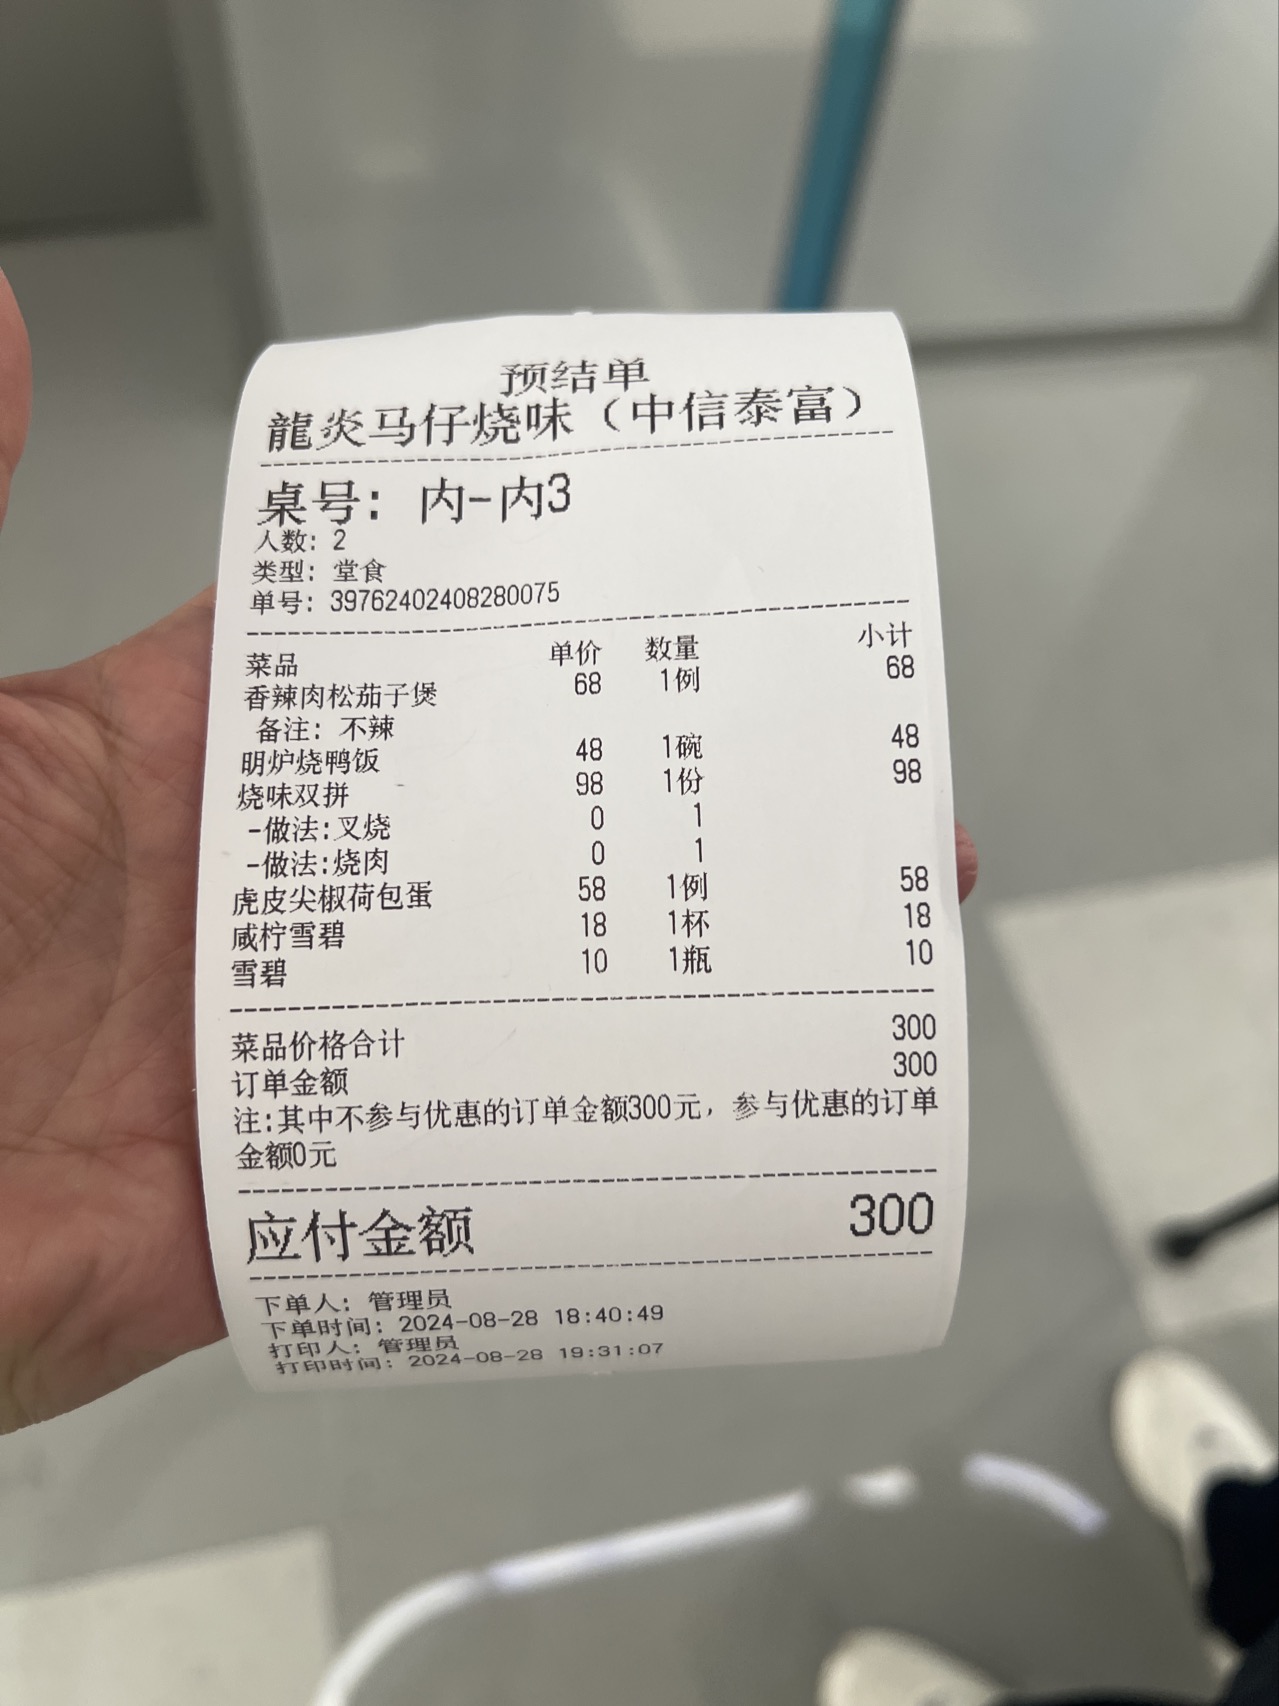 预结单
龍炎马仔烧味（中信泰富）
桌号: 内-内3
人数: 2
类型: 堂食
单号: 39762402408280075
菜品 单价 数量 小计
香辣肉松茄子煲 68 1例 68
备注: 不辣
明炉烧鸭饭 48 1碗 48
烧味双拼 98 1份 98
-做法:叉烧 0 1
-做法:烧肉 0 1
虎皮尖椒荷包蛋 58 1例 58
咸柠雪碧 18 1杯 18
雪碧 10 1瓶 10
菜品价格合计 300
订单金额 300
注:其中不参与优惠的订单金额300元，参与优惠的订单
金额0元
应付金额 300
下单人: 管理员
下单时间: 2024-08-28 18:40:49
打印人: 管理员
打印时间: 2024-08-28 19:31:07